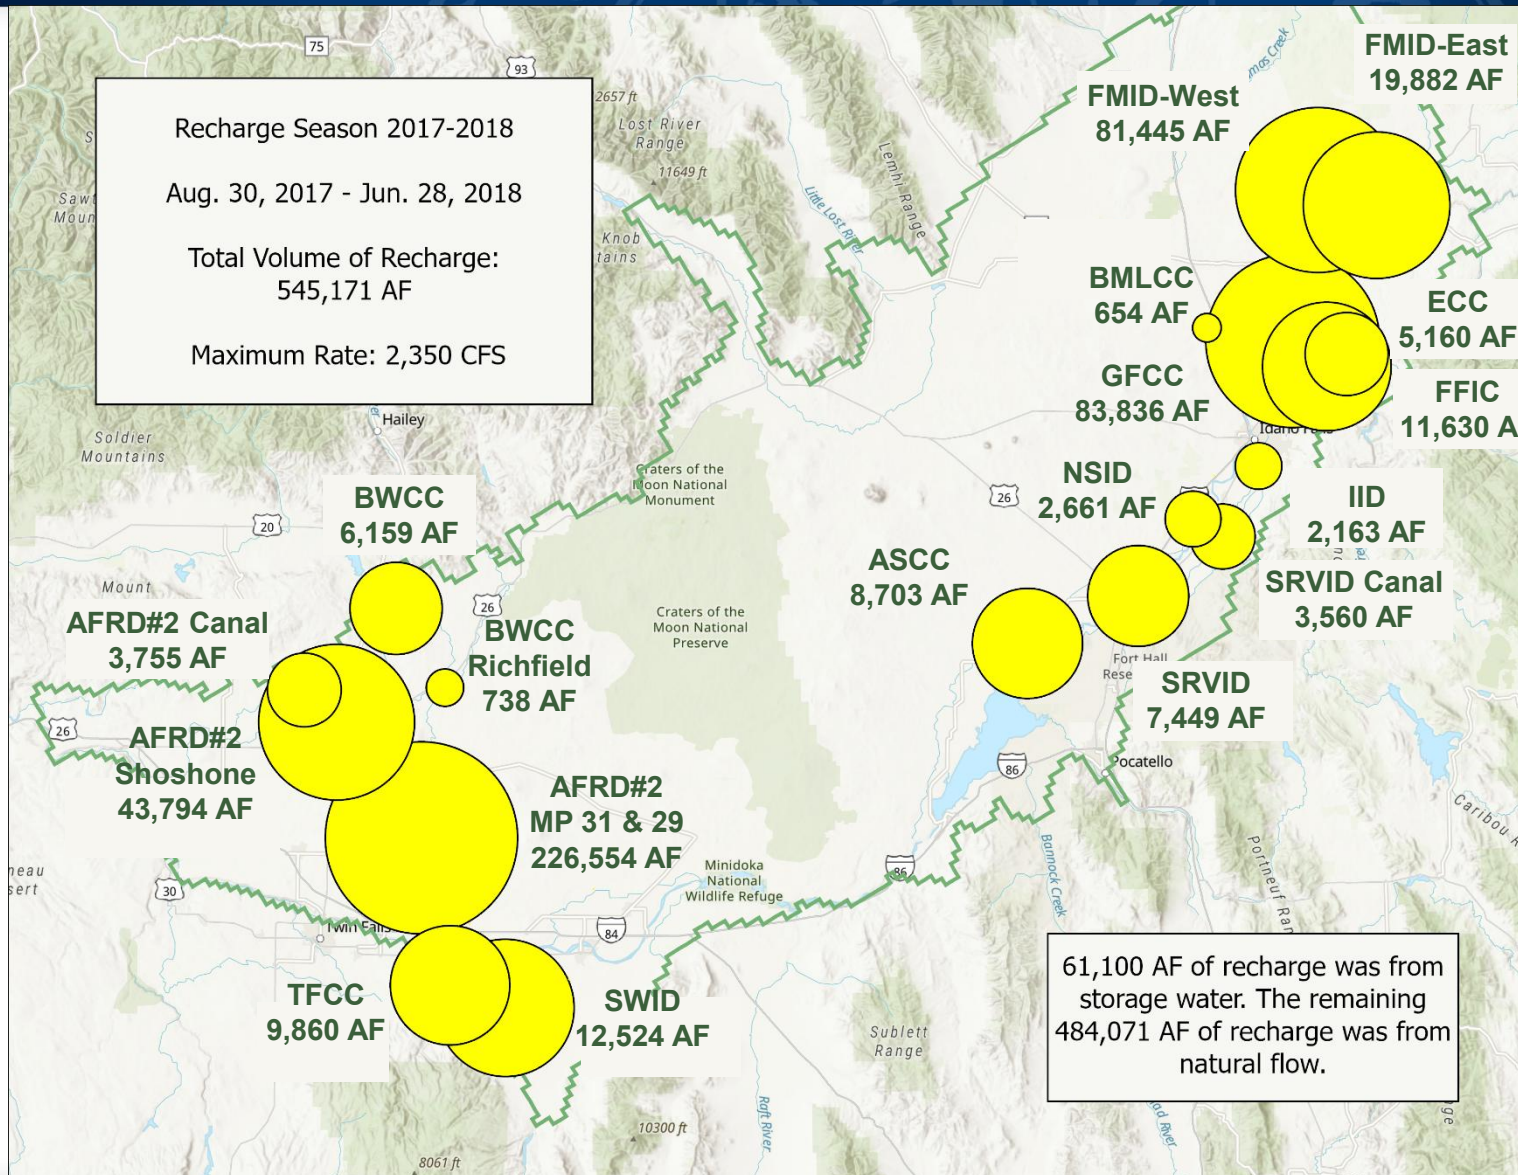 75
93
2657 ft
Lost River
Range
11649 ft
Lemhi Range
Little Lost River
Creek
FMID-East
19,882 AF
FMID-West
81,445 AF
Recharge Season 2017-2018
Aug. 30, 2017 - Jun. 28, 2018
Total Volume of Recharge:
545,171 AF
Maximum Rate: 2,350 CFS
Knob
BMLCC
654 AF
ECC
5,160 AF
GFCC
83,836 AF
FFIC
11,630 A
Hailey
Soldier
Mountains
Craters of the
Moon National
Monument
NSID
2,661 AF
26
IID
2,163 AF
BWCC
6,159 AF
20
ASCC
8,703 AF
SRVID Canal
3,560 AF
Mount
26
Craters of the
Moon National
Preserve
AFRD#2 Canal
3,755 AF
BWCC
Richfield
738 AF
Fort Hall
Rese
SRVID
7,449 AF
26
AFRD#2
Shoshone
43,794 AF
86
Pocatello
AFRD#2
MP 31 & 29
226,554 AF
Caribou
Portneuf Ran
Bannock Creek
neau
sert
30
Minidoka
National
Wildlife Refuge
86
Twin Falls
84
TFCC
9,860 AF
SWID
12,524 AF
Sublett
Range
61,100 AF of recharge was from
storage water. The remaining
484,071 AF of recharge was from
natural flow.
Raft River
10300 ft
8061 ft